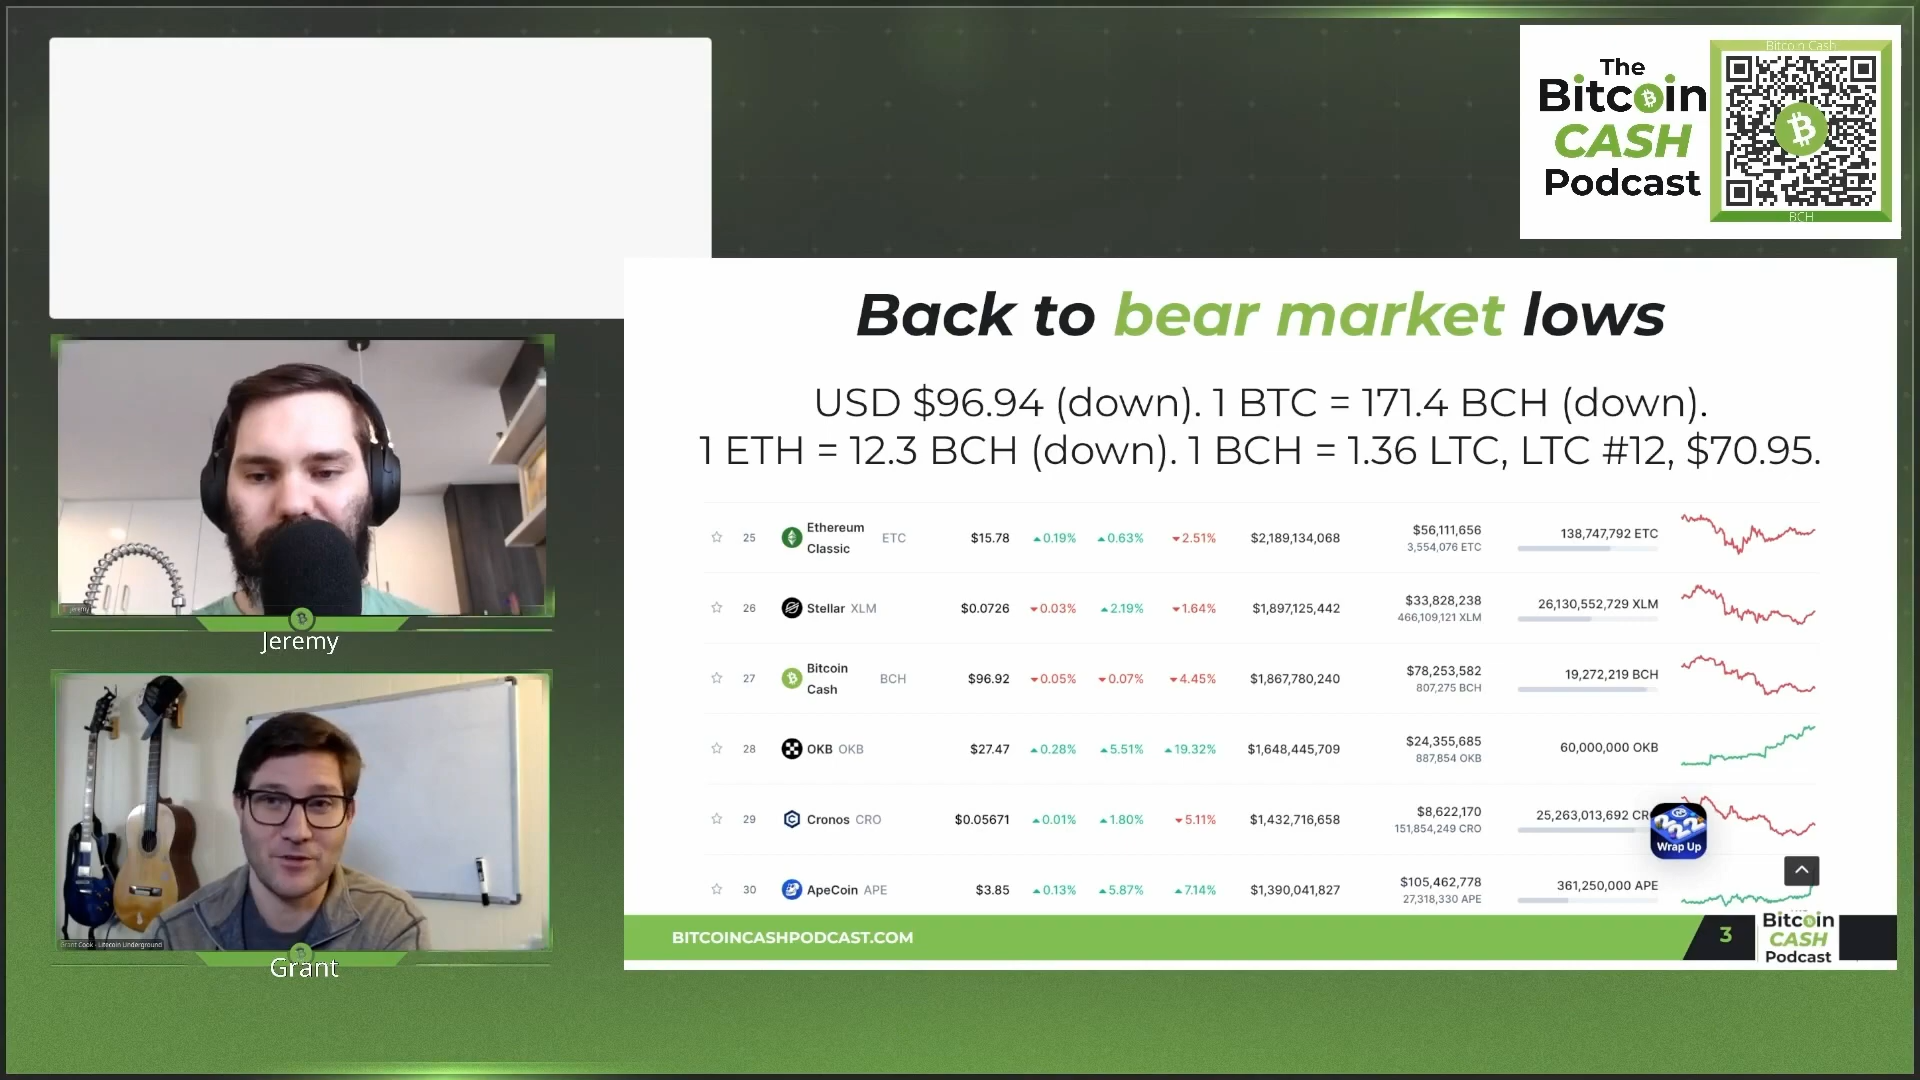 The
Bitcoin
CASH
Podcast
Bitcoin Cash
BCH
Back to bear market lows
USD $96.94 (down). 1 BTC = 171.4 BCH (down).
1 ETH = 12.3 BCH (down). 1 BCH = 1.36 LTC, LTC #12, $70.95.
25 Ethereum Classic ETC $15.78 0.19% 0.63% 2.51% $2,189,134,068 $56,111,656 3,554,076 ETC 138,747,792 ETC
26 Stellar XLM $0.0726 0.03% 2.19% 1.64% $1,897,125,442 $33,828,238 466,109,121 XLM 26,130,552,729 XLM
27 Bitcoin Cash BCH $96.92 0.05% 0.07% 4.45% $1,867,780,240 $78,253,582 807,275 BCH 19,272,219 BCH
28 OKB OKB $27.47 0.28% 5.51% 19.32% $1,648,445,709 $24,355,685 887,854 OKB 60,000,000 OKB
29 Cronos CRO $0.05671 0.01% 1.80% 5.11% $1,432,716,658 $8,622,170 151,854,249 CRO 25,263,013,692 CR
Wrap Up
30 ApeCoin APE $3.85 0.13% 5.87% 7.14% $1,390,041,827 $105,462,778 27,318,330 APE 361,250,000 APE
BITCOINCASHPODCAST.COM
3
Bitcoin
CASH
Podcast
Jeremy
Jeremy
Grant Cook - Litecoin Underground
Grant